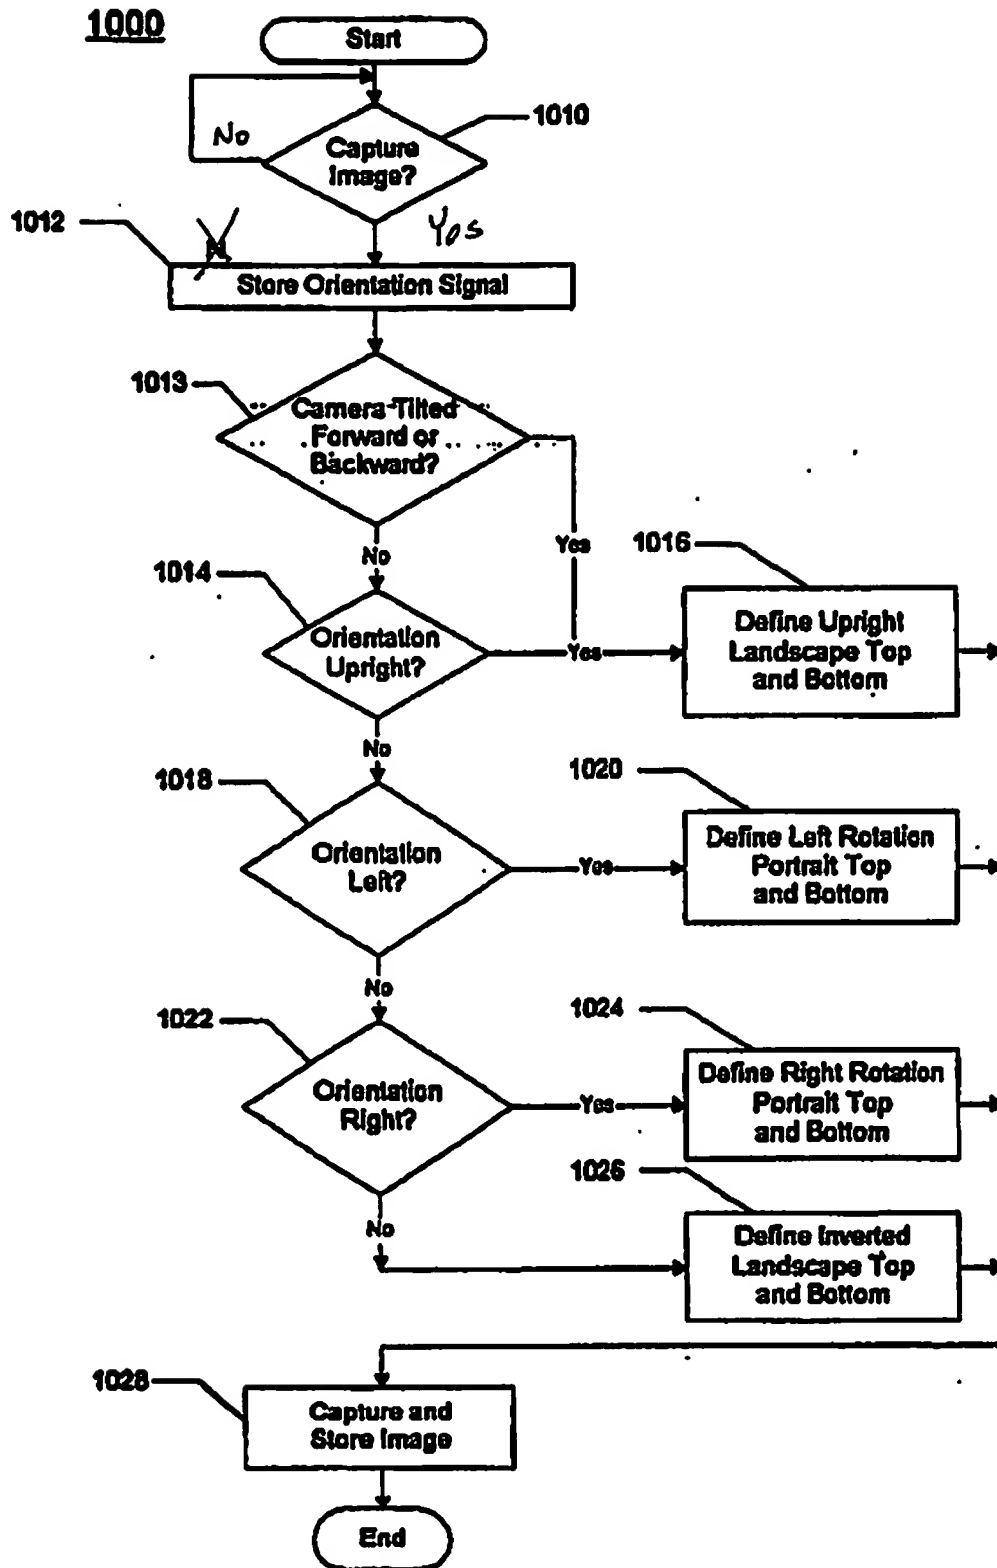 1000
Start
1010
No
Capture
Image?
Yes
1012
Store Orientation Signal
1013
Camera Tilted
Forward or
Backward?
Yes
No
1014
1016
Orientation
Upright?
Yes
Define Upright
Landscape Top
and Bottom
No
1018
1020
Orientation
Left?
Yes
Define Left Rotation
Portrait Top
and Bottom
No
1022
1024
Orientation
Right?
Yes
Define Right Rotation
Portrait Top
and Bottom
1026
No
Define Inverted
Landscape Top
and Bottom
1028
Capture and
Store Image
End